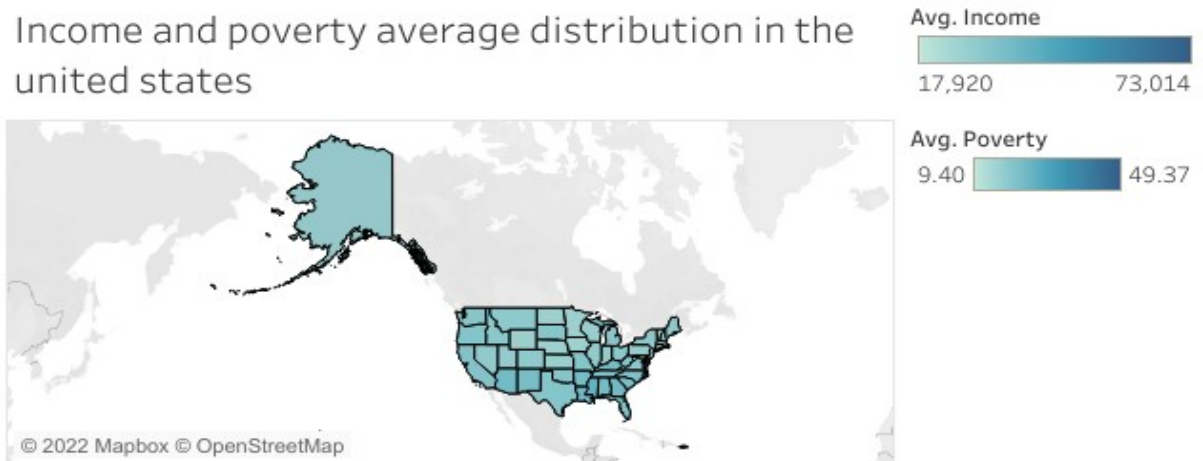 Income and poverty average distribution in the
united states
Avg. Income
17,920 73,014
Avg. Poverty
9.40 49.37
© 2022 Mapbox © OpenStreetMap